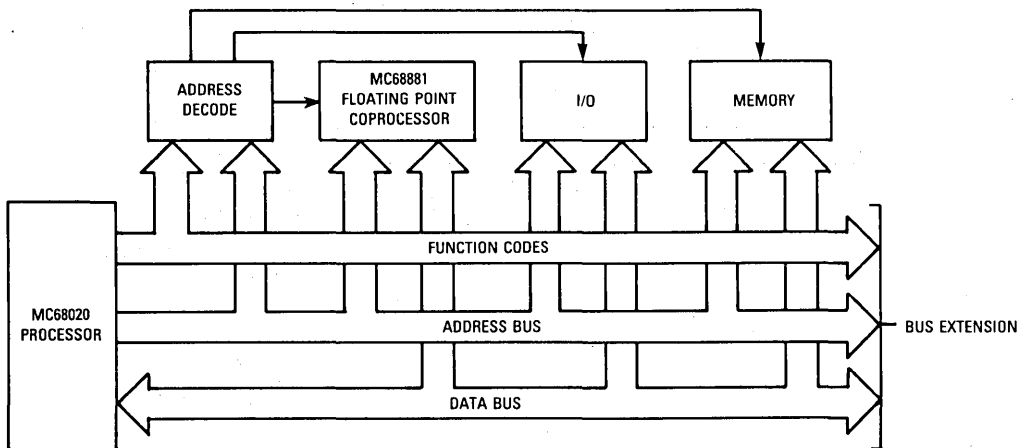 ADDRESS
DECODE
MC68881
FLOATING POINT
COPROCESSOR
I/O
MEMORY
FUNCTION CODES
MC68020
PROCESSOR
ADDRESS BUS
BUS EXTENSION
DATA BUS